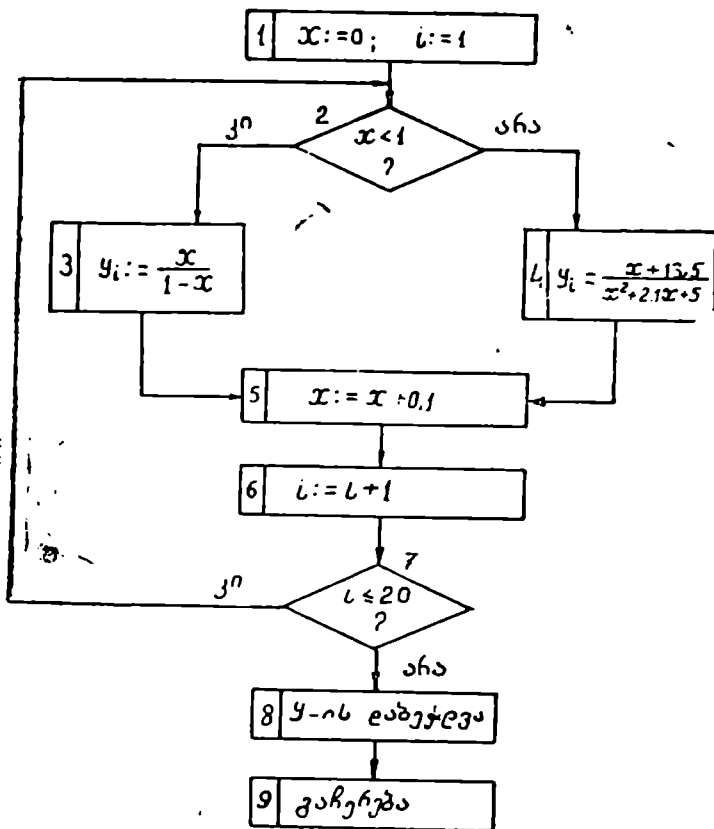 1 x:=0; i:=1
2
x<1
?
კი
არა
3 yᵢ:= x/(1-x)
4 yᵢ = (x+13.5)/(x²+2.1x+5)
5 x:= x+0,1
6 i:= i+1
7
i≤20
?
კი
არა
8 y-ის დაბეჭდვა
9 გაჩერება